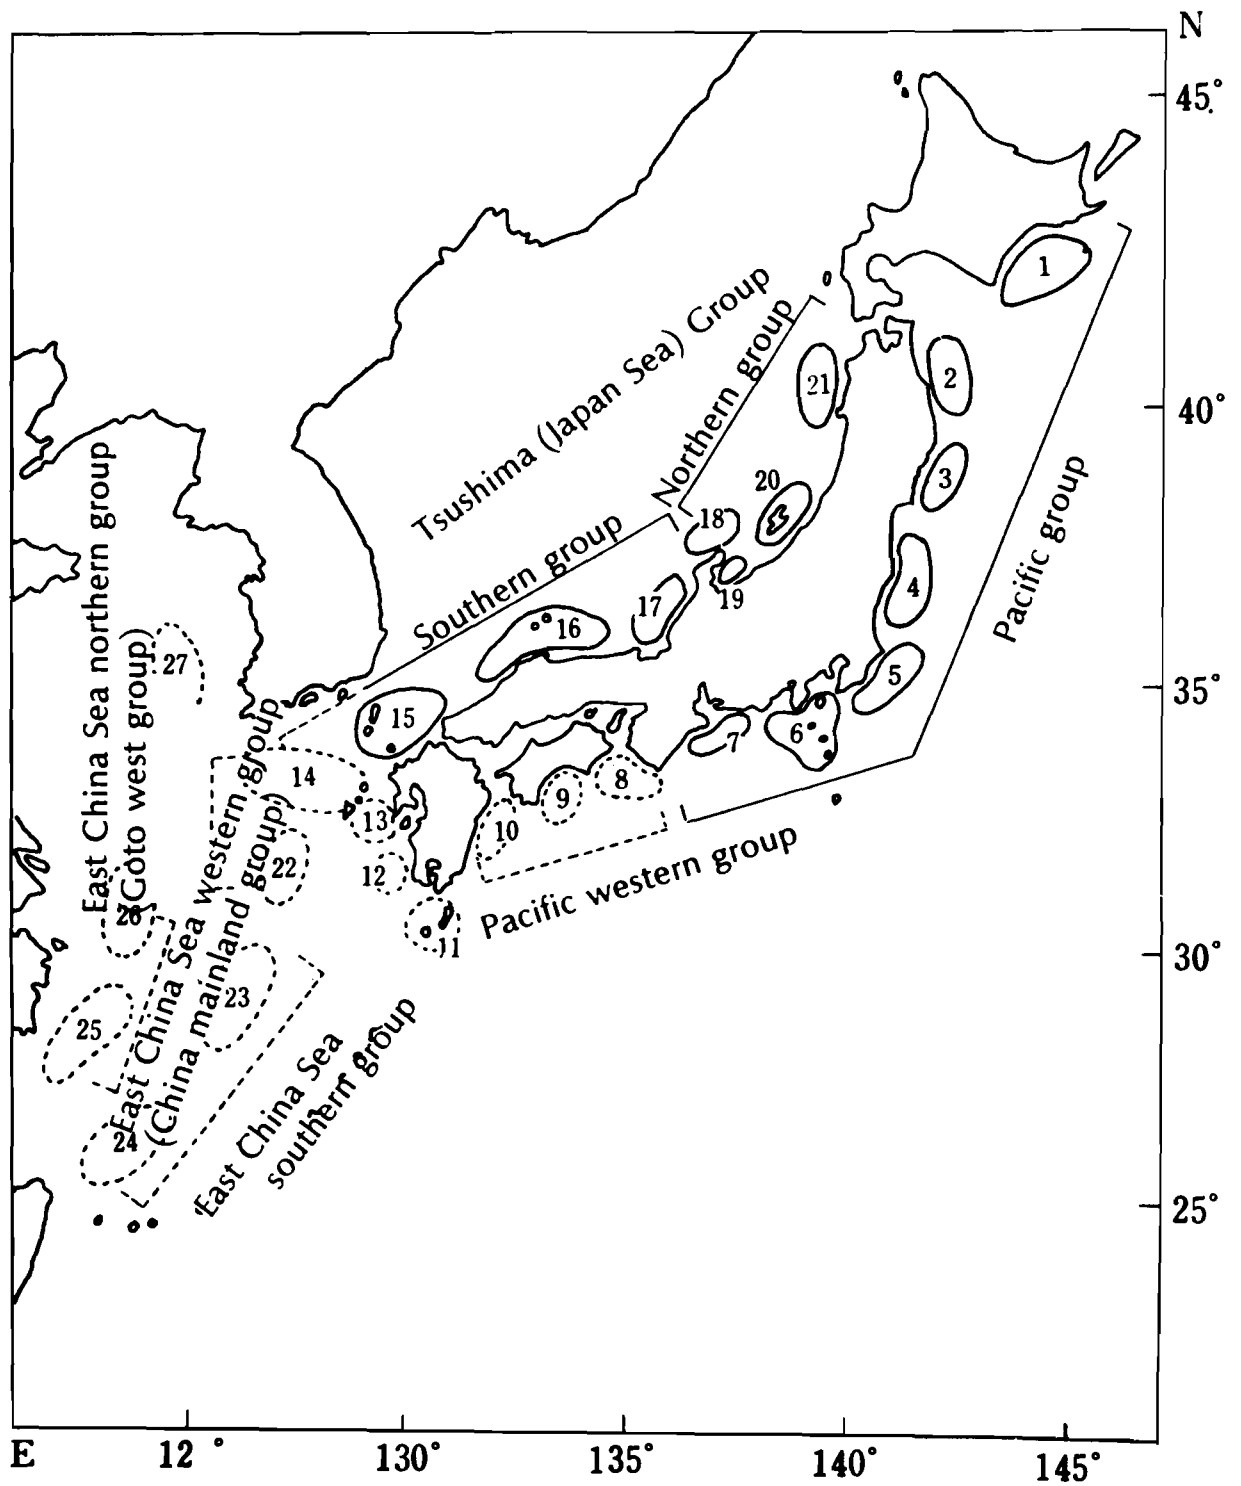 N
45°
1
Tsushima (Japan Sea) Group
Northern group
21
2
40°
20
3
Pacific group
18
Southern group
19
17
4
16
East China Sea northern group
(Goto west group)
27
5
35°
15
6
7
14
8
9
13
10
East China Sea western group
(China mainland group)
22
12
Pacific western group
26
11
30°
23
25
East China Sea
southern group
24
25°
E
12 °
130°
135°
140°
145°